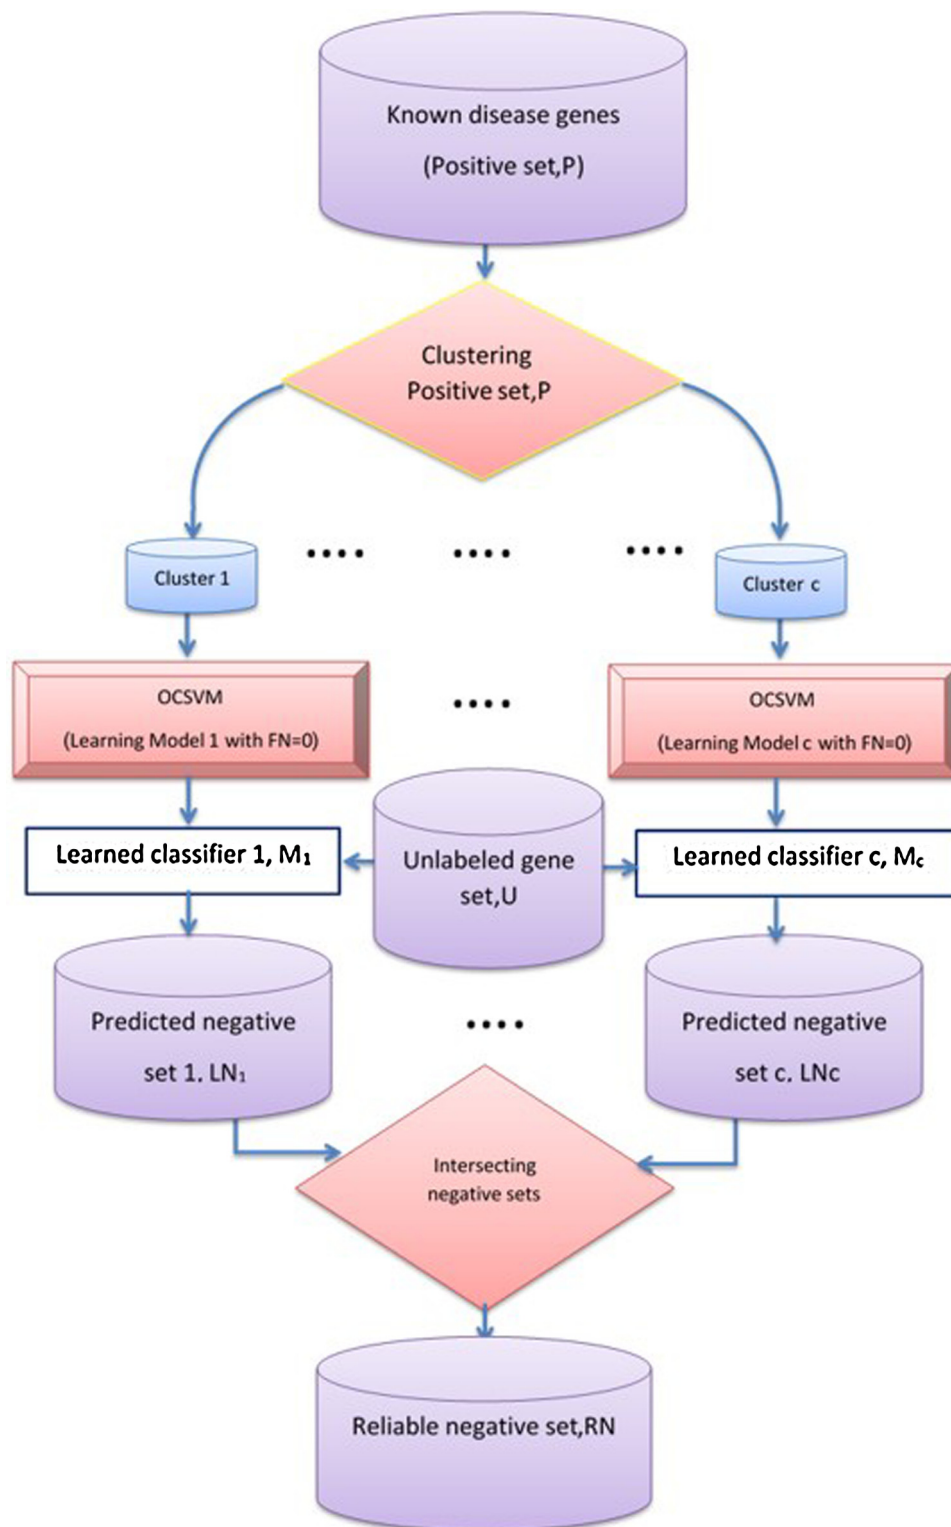 Known disease genes
(Positive set,P)
Clustering
Positive set,P
Cluster 1
....
....
....
Cluster c
OCSVM
(Learning Model 1 with FN=0)
....
OCSVM
(Learning Model c with FN=0)
Learned classifier 1, M₁
Unlabeled gene
set,U
Learned classifier c, Mc
Predicted negative
set 1, LN₁
....
Predicted negative
set c, LNc
Intersecting
negative sets
Reliable negative set,RN